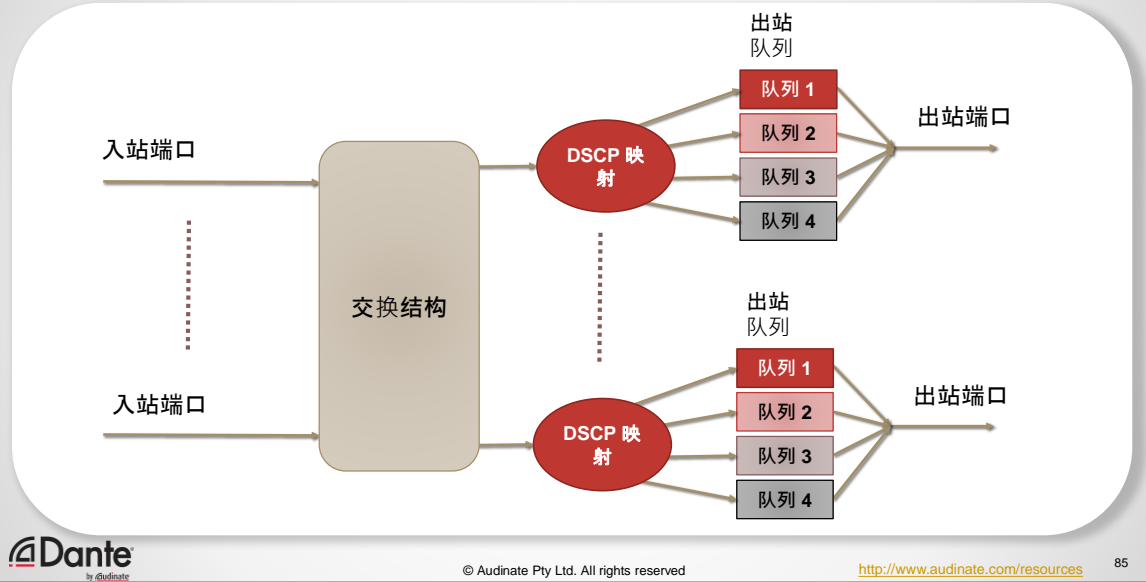 出站
队列
队列 1
队列 2
队列 3
队列 4
出站端口
入站端口
DSCP 映
射
交换结构
出站
队列
队列 1
队列 2
队列 3
队列 4
出站端口
入站端口
DSCP 映
射
Dante
by Audinate
© Audinate Pty Ltd. All rights reserved
http://www.audinate.com/resources
85